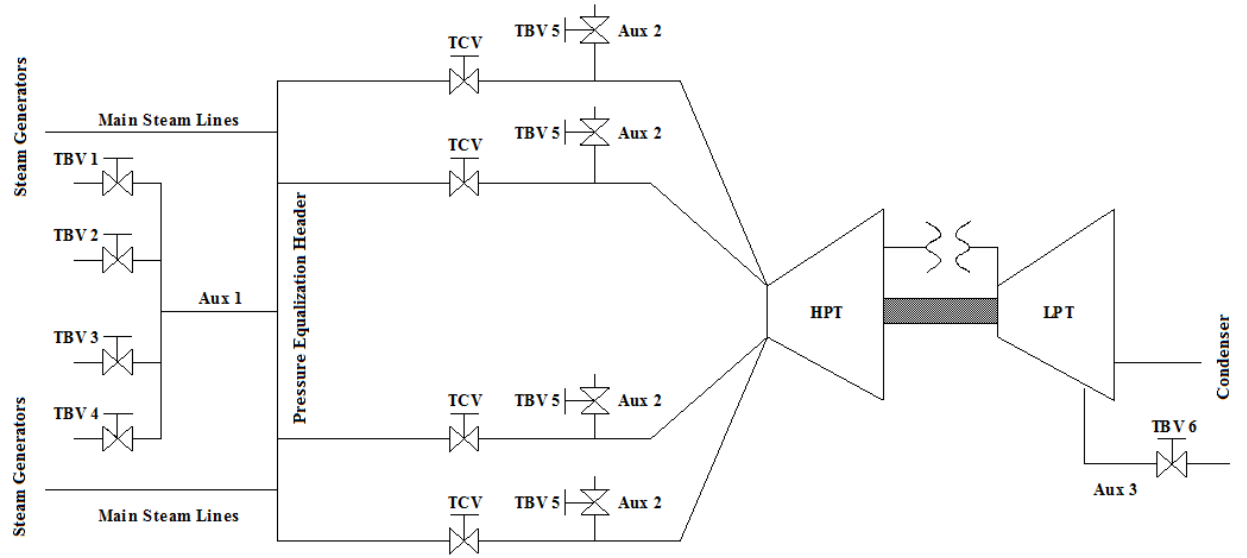 TBV 5
Aux 2
TCV
Steam Generators
Main Steam Lines
TBV 5
Aux 2
TCV
TBV 1
TBV 2
Pressure Equalization Header
Aux 1
HPT
LPT
TBV 3
Condenser
TBV 4
TCV
TBV 5
Aux 2
TBV 6
Steam Generators
Main Steam Lines
TCV
TBV 5
Aux 2
Aux 3